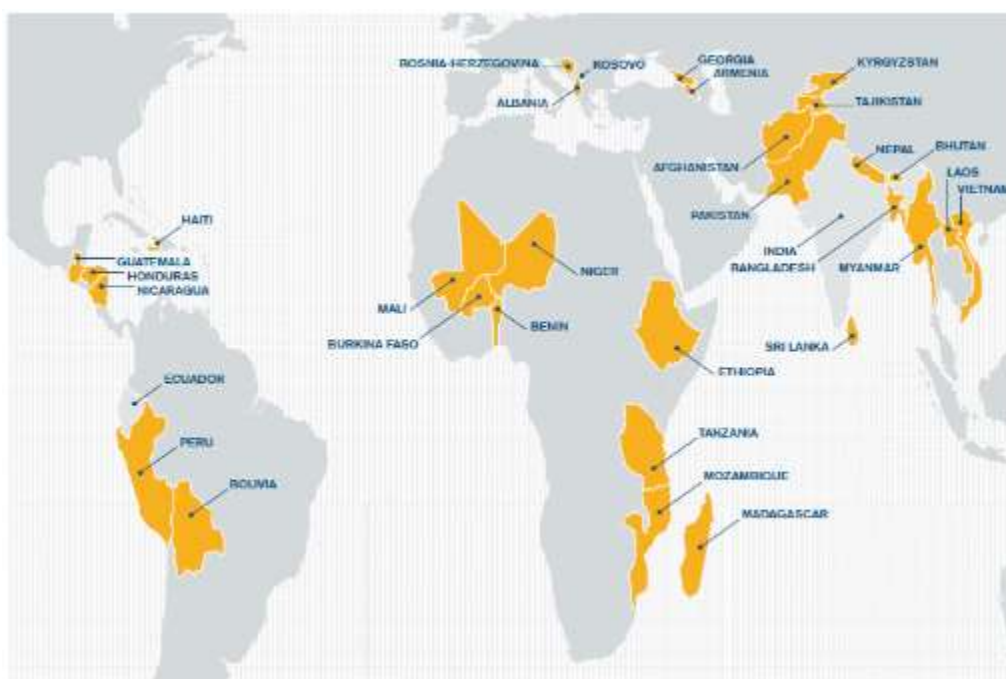 BOSNIA-HERZEGOVINA
KOSOVO
GEORGIA
ARMENIA
KYRGYZSTAN
ALBANIA
TAJIKISTAN
AFGHANISTAN
NEPAL
BHUTAN
LAOS
VIETNAM
PAKISTAN
HAITI
INDIA
GUATEMALA
BANGLADESH
MYANMAR
HONDURAS
NIGER
NICARAGUA
MALI
BENIN
BURKINA FASO
SRI LANKA
ETHIOPIA
ECUADOR
TANZANIA
PERU
MOZAMBIQUE
BOLIVIA
MADAGASCAR